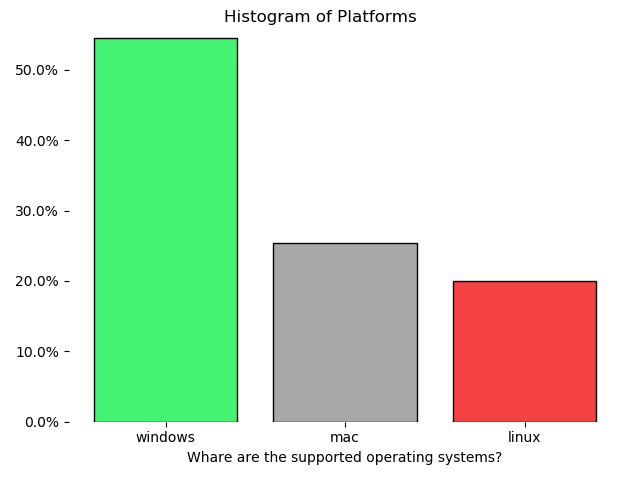 Histogram of Platforms
50.0%
40.0%
30.0%
20.0%
10.0%
0.0%
windows mac linux
Whare are the supported operating systems?